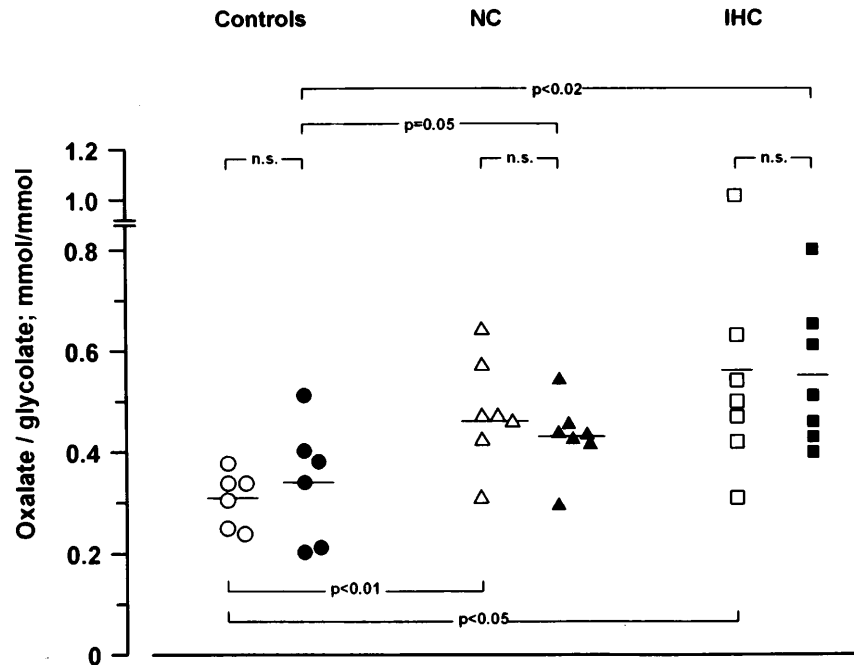 Controls NC IHC
p<0.02
p=0.05
n.s. n.s. n.s.
1.2
1.0
0.8
0.6
0.4
0.2
0
Oxalate / glycolate; mmol/mmol
p<0.01
p<0.05